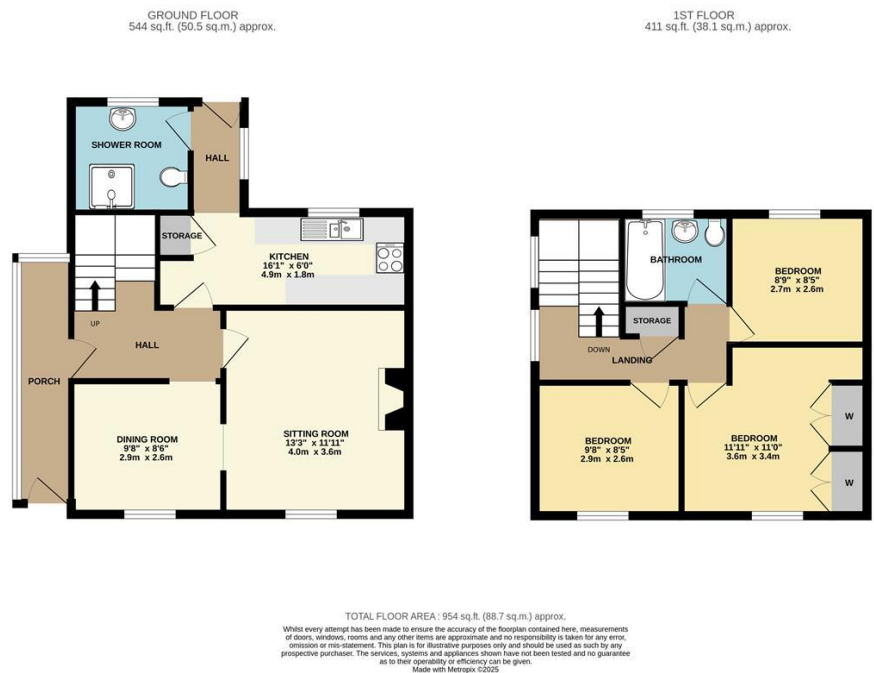 GROUND FLOOR
544 sq.ft. (50.5 sq.m.) approx.
1ST FLOOR
411 sq.ft. (38.1 sq.m.) approx.
SHOWER ROOM
HALL
STORAGE
KITCHEN
16'1" x 6'0"
4.9m x 1.8m
UP
HALL
PORCH
DINING ROOM
9'8" x 8'6"
2.9m x 2.6m
SITTING ROOM
13'3" x 11'11"
4.0m x 3.6m
BATHROOM
BEDROOM
8'9" x 8'5"
2.7m x 2.6m
STORAGE
DOWN
LANDING
BEDROOM
9'8" x 8'5"
2.9m x 2.6m
BEDROOM
11'11" x 11'0"
3.6m x 3.4m
W
W
TOTAL FLOOR AREA : 954 sq.ft. (88.7 sq.m.) approx.
Whilst every attempt has been made to ensure the accuracy of the floorplan contained here, measurements
of doors, windows, rooms and any other items are approximate and no responsibility is taken for any error,
omission or mis-statement. This plan is for illustrative purposes only and should be used as such by any
prospective purchaser. The services, systems and appliances shown have not been tested and no guarantee
as to their operability or efficiency can be given.
Made with Metropix ©2025